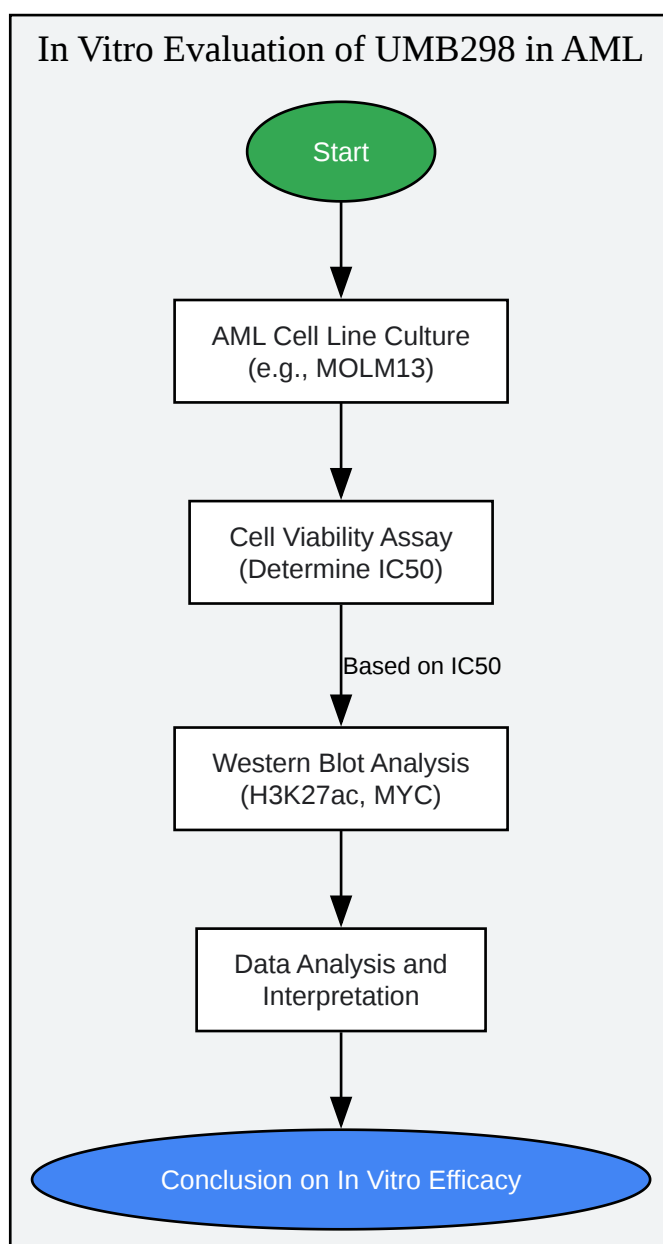 In Vitro Evaluation of UMB298 in AML
Start
AML Cell Line Culture
(e.g., MOLM13)
Cell Viability Assay
(Determine IC50)
Based on IC50
Western Blot Analysis
(H3K27ac, MYC)
Data Analysis and
Interpretation
Conclusion on In Vitro Efficacy